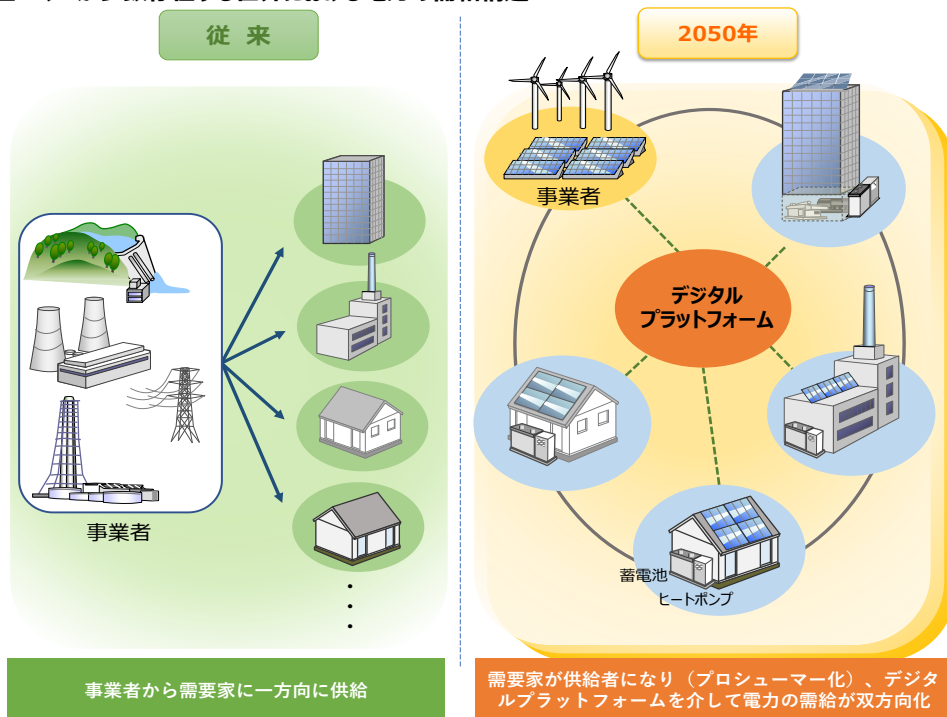 従 来
2050年
事業者
デジタル
プラットフォーム
事業者
蓄電池
ヒートポンプ
・
・
・
事業者から需要家に一方向に供給
需要家が供給者になり（プロシューマー化）、デジタ
ルプラットフォームを介して電力の需給が双方向化